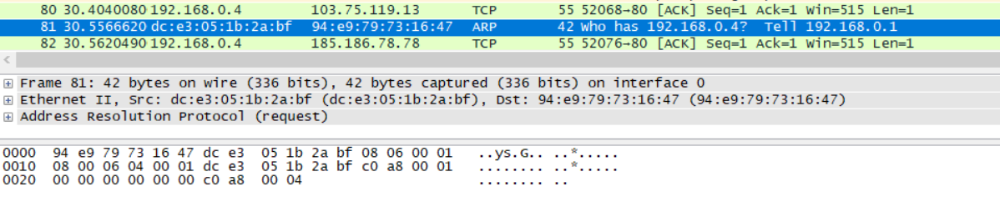 80 30.4040080 192.168.0.4 103.75.119.13 TCP 55 52068→80 [ACK] Seq=1 Ack=1 Win=515 Len=1
81 30.5566620 dc:e3:05:1b:2a:bf 94:e9:79:73:16:47 ARP 42 Who has 192.168.0.4? Tell 192.168.0.1
82 30.5620490 192.168.0.4 185.186.78.78 TCP 55 52076→80 [ACK] Seq=1 Ack=1 Win=515 Len=1
Frame 81: 42 bytes on wire (336 bits), 42 bytes captured (336 bits) on interface 0
Ethernet II, Src: dc:e3:05:1b:2a:bf (dc:e3:05:1b:2a:bf), Dst: 94:e9:79:73:16:47 (94:e9:79:73:16:47)
Address Resolution Protocol (request)
0000 94 e9 79 73 16 47 dc e3 05 1b 2a bf 08 06 00 01 ..ys.G.. ..*.....
0010 08 00 06 04 00 01 dc e3 05 1b 2a bf c0 a8 00 01 ........ ..*.....
0020 00 00 00 00 00 00 c0 a8 00 04 ........ ..